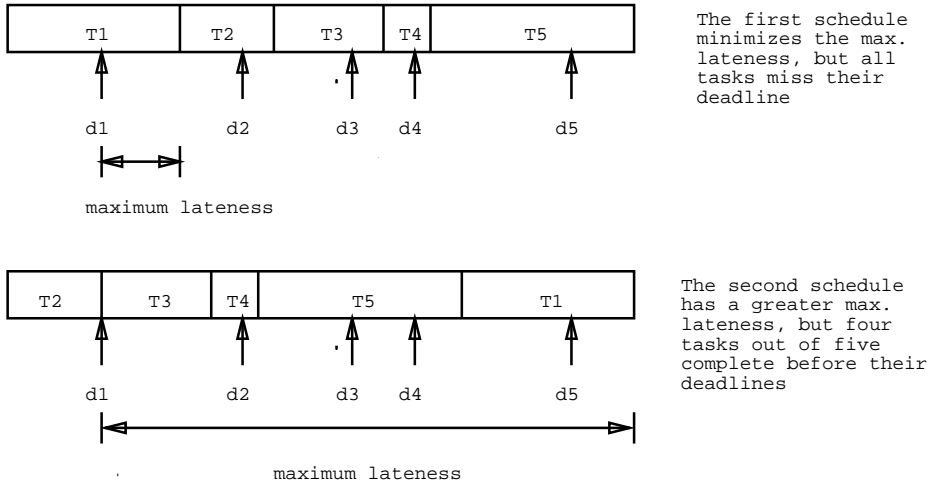 T1 T2 T3 T4 T5
The first schedule
minimizes the max.
lateness, but all
tasks miss their
deadline
d1 d2 d3 d4 d5
maximum lateness
T2 T3 T4 T5 T1
The second schedule
has a greater max.
lateness, but four
tasks out of five
complete before their
deadlines
d1 d2 d3 d4 d5
maximum lateness